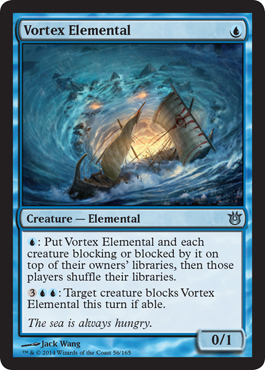 Vortex Elemental
Creature — Elemental
: Put Vortex Elemental and each
creature blocking or blocked by it on
top of their owners' libraries, then those
players shuffle their libraries.
3 : Target creature blocks Vortex
Elemental this turn if able.
The sea is always hungry.
0/1
Jack Wang
™ & © 2014 Wizards of the Coast 56/165